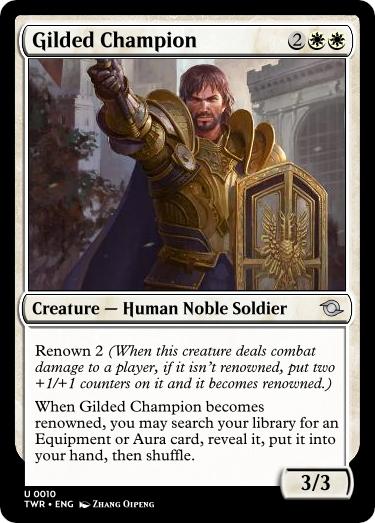 Gilded Champion 2
Creature — Human Noble Soldier
Renown 2 (When this creature deals combat
damage to a player, if it isn't renowned, put two
+1/+1 counters on it and it becomes renowned.)
When Gilded Champion becomes
renowned, you may search your library for an
Equipment or Aura card, reveal it, put it into
your hand, then shuffle.
3/3
U 0010
TWR • ENG Zhang Qipeng